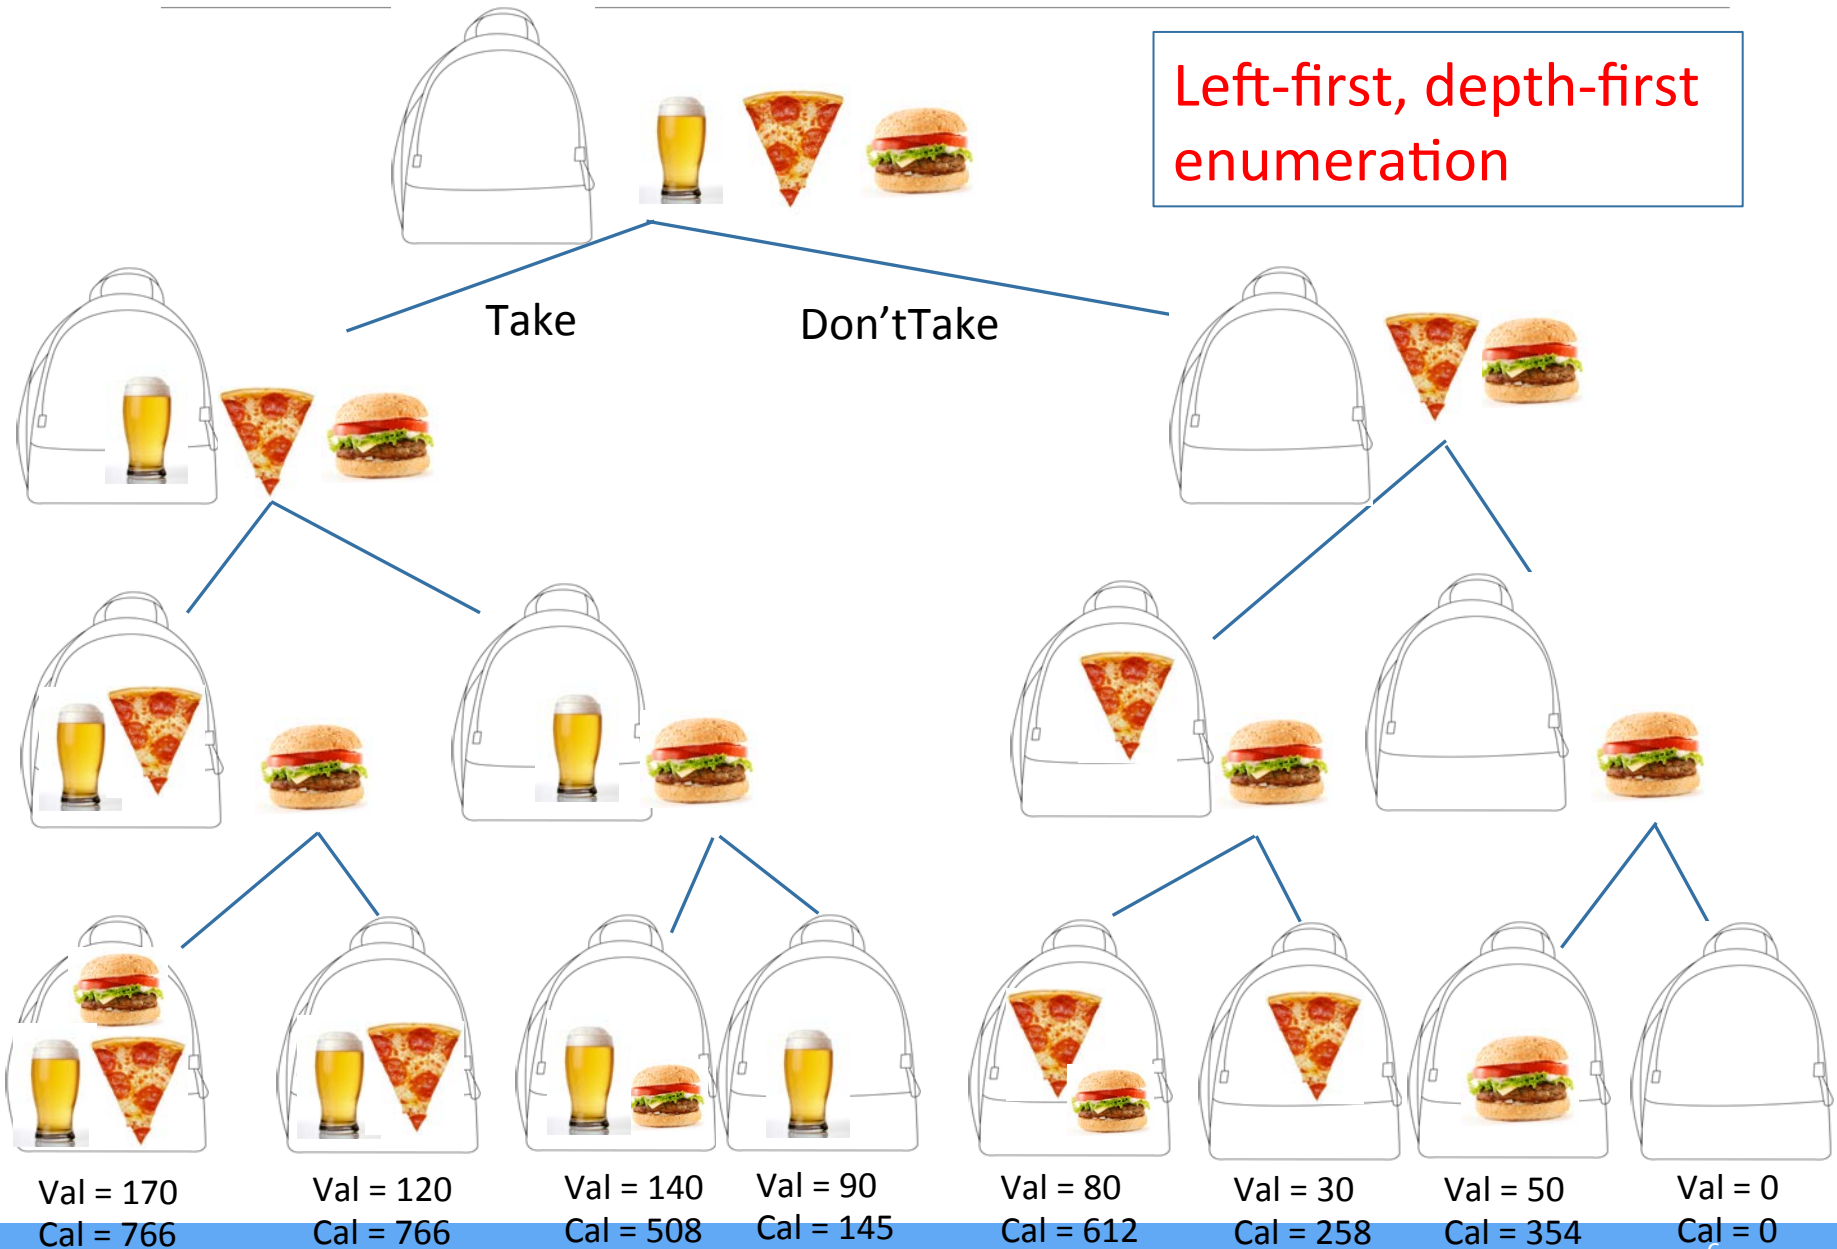 Left-first, depth-first
enumeration
Take
Don’tTake
Val = 170
Cal = 766
Val = 120
Cal = 766
Val = 140
Cal = 508
Val = 90
Cal = 145
Val = 80
Cal = 612
Val = 30
Cal = 258
Val = 50
Cal = 354
Val = 0
Cal = 0